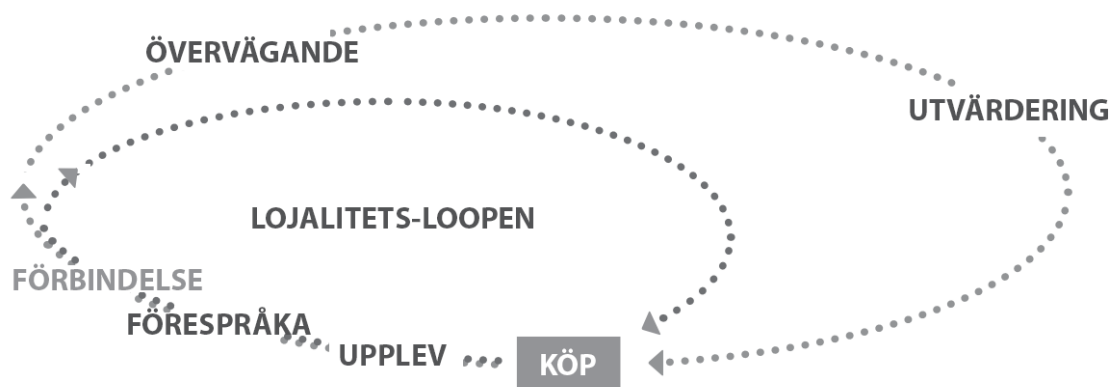 ÖVERVÄGANDE
UTVÄRDERING
LOJALITETS-LOOPEN
FÖRBINDELSE
FÖRESPRÅKA
UPPLEV
KÖP